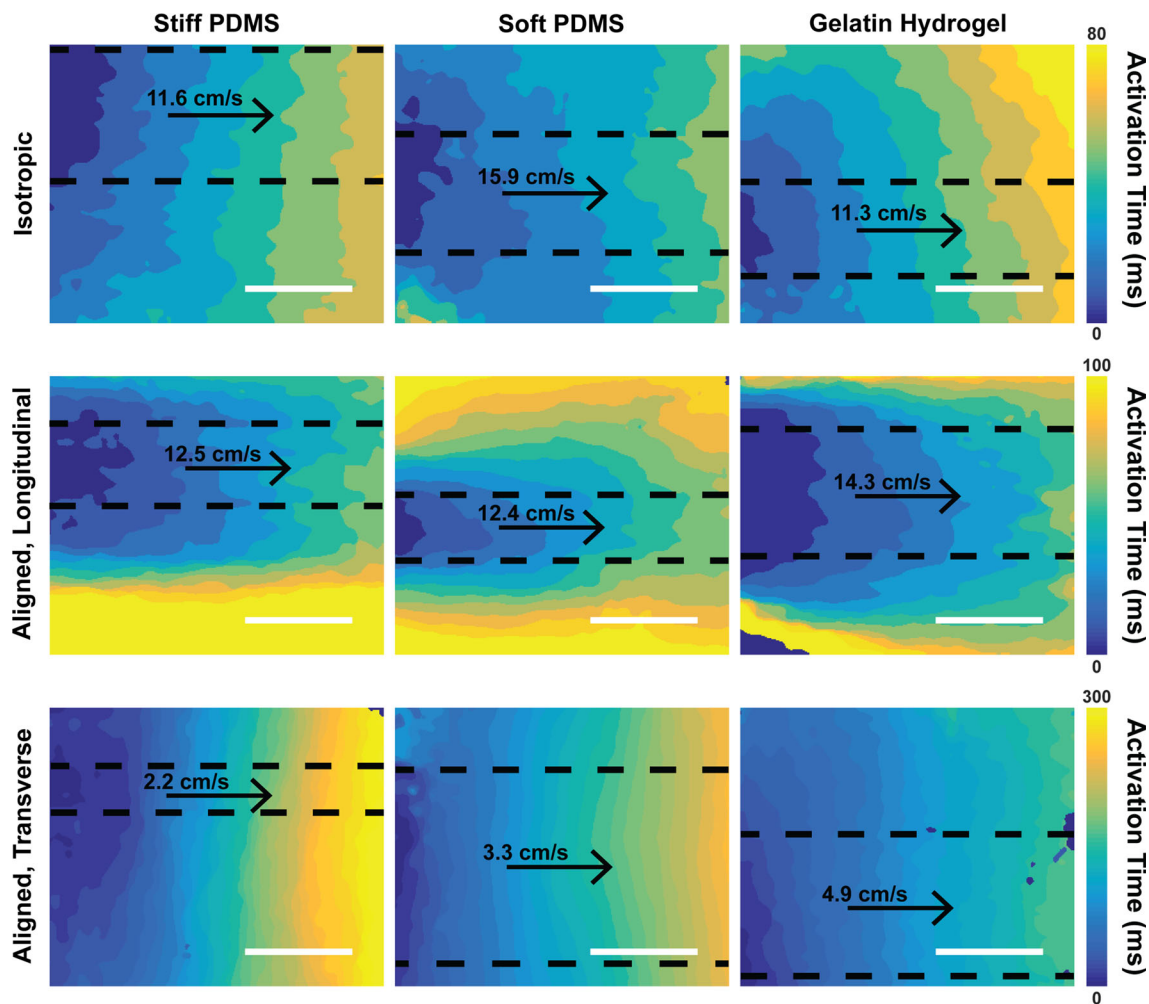 Stiff PDMS
Soft PDMS
Gelatin Hydrogel
Isotropic
11.6 cm/s
15.9 cm/s
11.3 cm/s
80
Activation Time (ms)
0
Aligned, Longitudinal
12.5 cm/s
12.4 cm/s
14.3 cm/s
100
Activation Time (ms)
0
Aligned, Transverse
2.2 cm/s
3.3 cm/s
4.9 cm/s
300
Activation Time (ms)
0